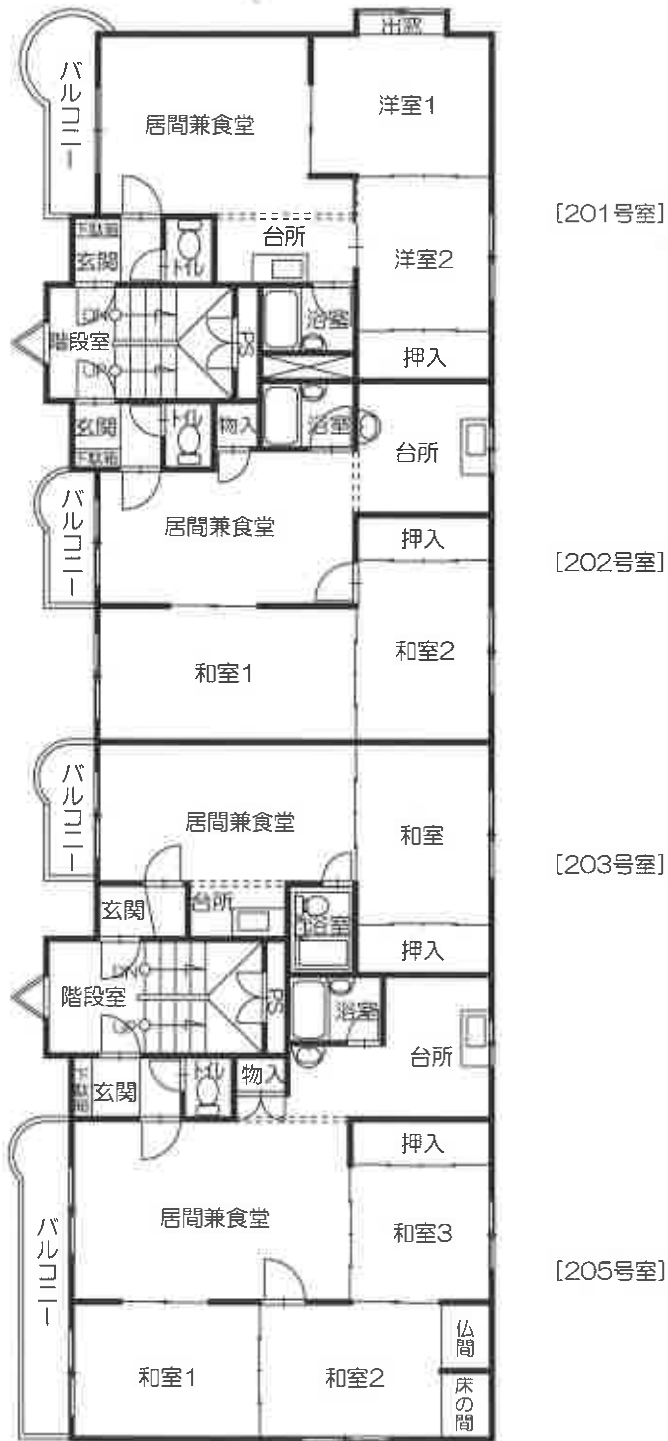 出窓
バルコニー
居間兼食堂
洋室1
[201号室]
下駄箱
玄関
トイレ
台所
洋室2
階段室
DN
DN
PS
浴室
押入
玄関
下駄箱
トイレ
物入
浴室
台所
バルコニー
居間兼食堂
押入
[202号室]
和室1
和室2
バルコニー
居間兼食堂
和室
[203号室]
玄関
台所
浴室
押入
階段室
DN
PS
浴室
台所
下駄箱
玄関
トイレ
物入
押入
バルコニー
居間兼食堂
和室3
[205号室]
和室1
和室2
仏間
床の間